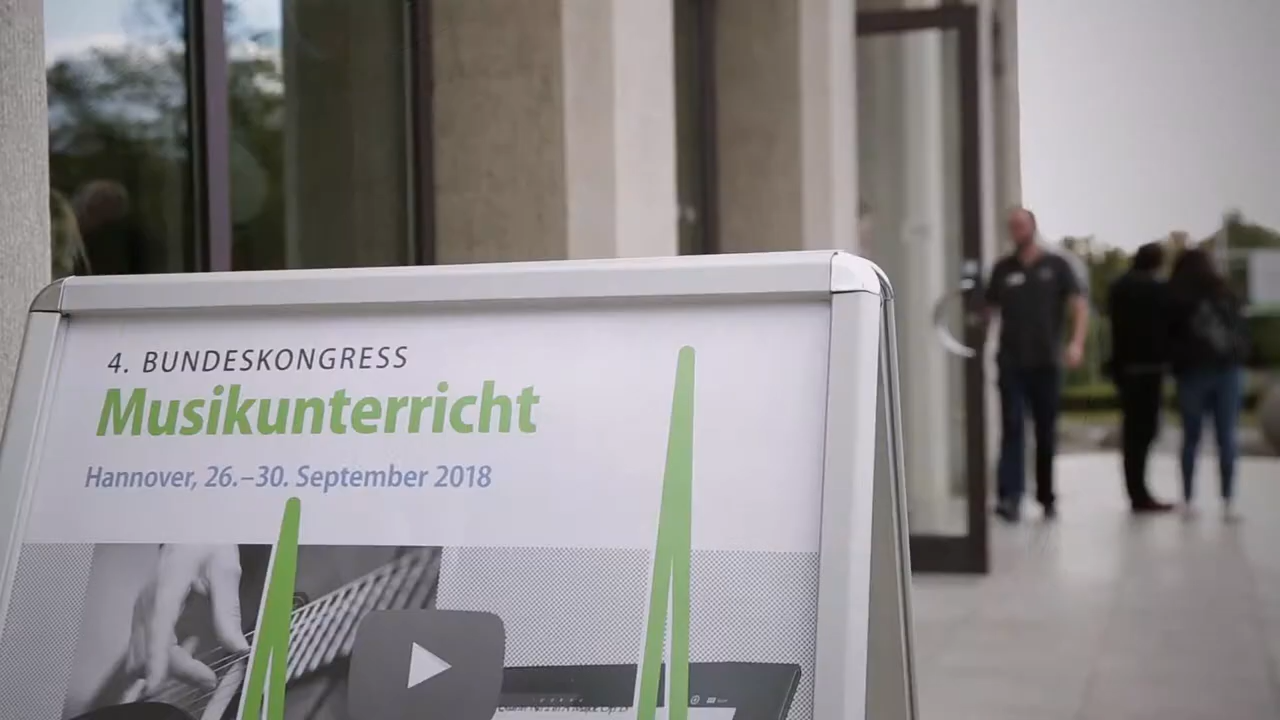 4. BUNDESKONGRESS
Musikunterricht
Hannover, 26.–30. September 2018